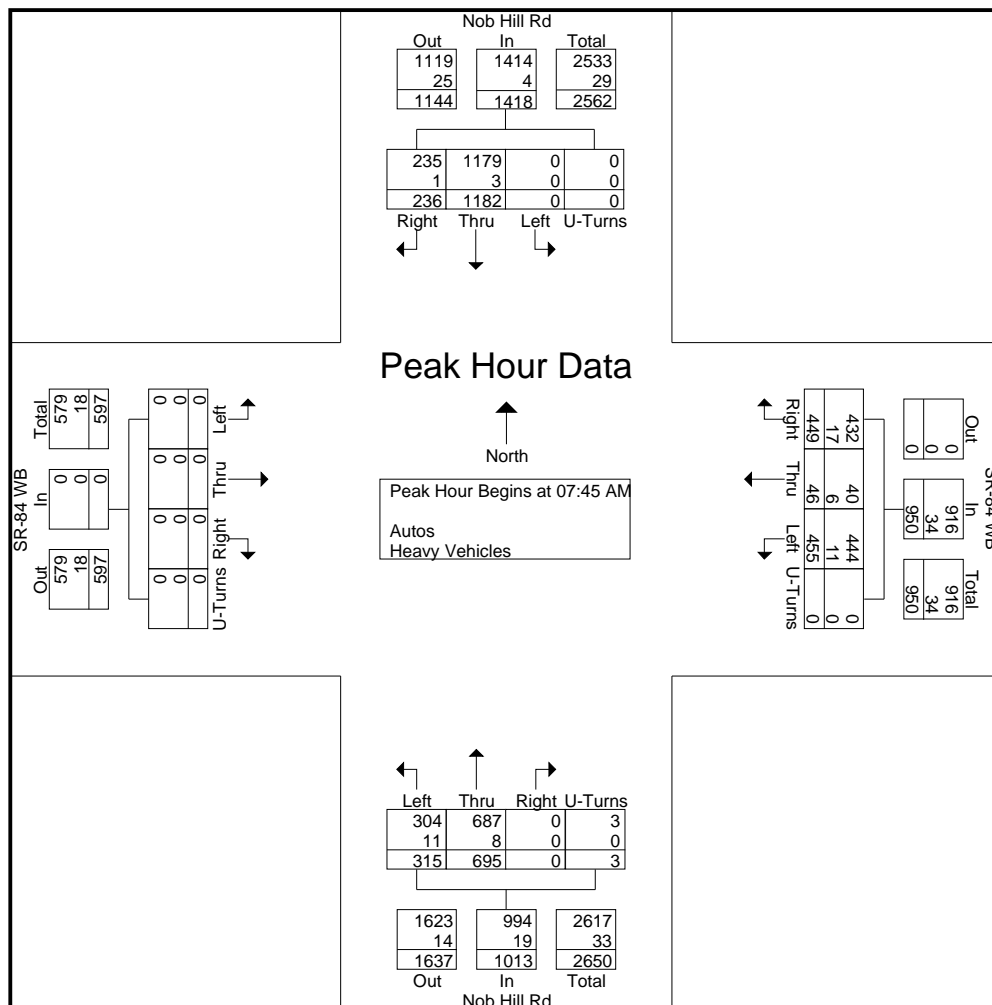 Nob Hill Rd
Out In Total
1119 1414 2533
25 4 29
1144 1418 2562
235 1179 0 0
1 3 0 0
236 1182 0 0
Right Thru Left U-Turns
Peak Hour Data
North
Peak Hour Begins at 07:45 AM
Autos
Heavy Vehicles
SR-84 WB
Total In Out
597 0 597
18 0 18
579 0 579
Left Thru Right U-Turns
0 0 0 0
0 0 0 0
0 0 0 0
Right Thru Left U-Turns
432 40 444 0
17 6 11 0
449 46 455 0
SR-84 WB
Out In Total
0 916 916
0 34 34
0 950 950
Left Thru Right U-Turns
304 687 0 3
11 8 0 0
315 695 0 3
1623 994 2617
14 19 33
1637 1013 2650
Out In Total
Nob Hill Rd